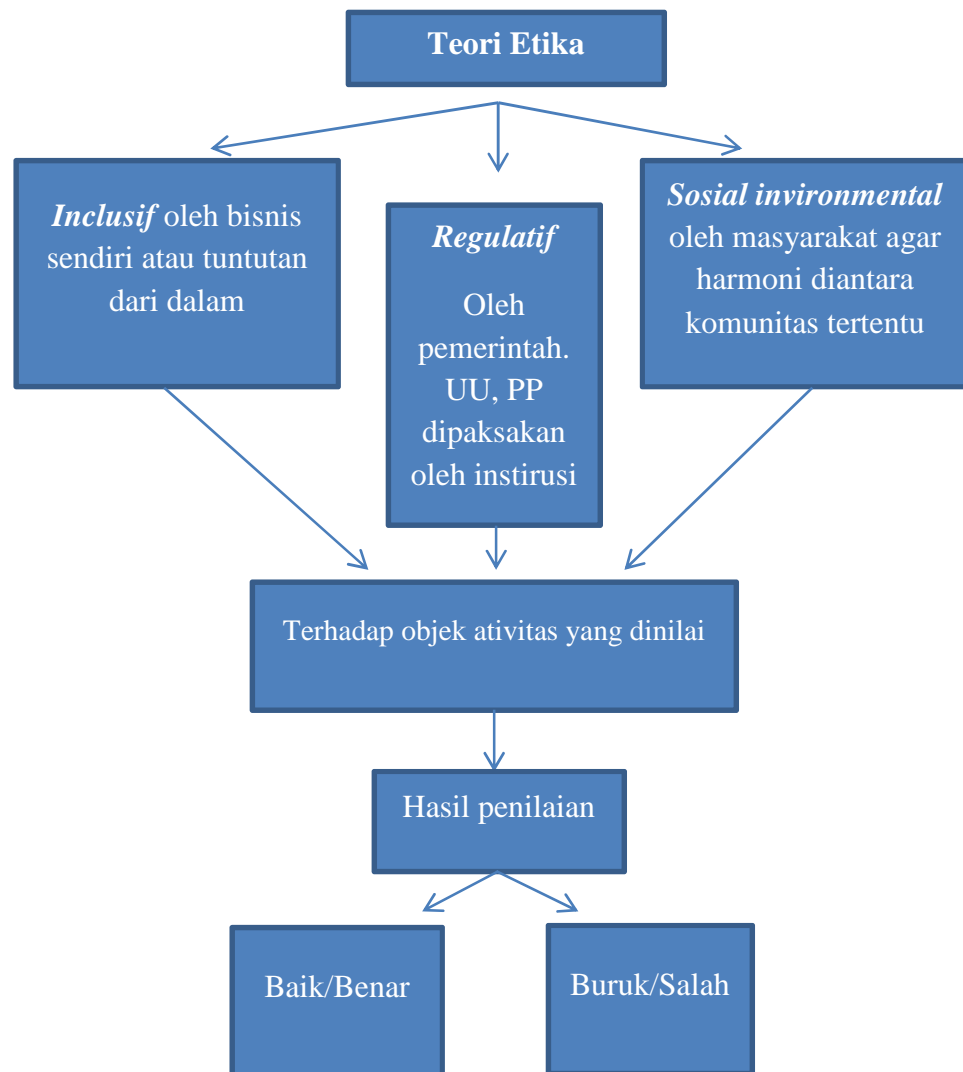 Teori Etika
Inclusif oleh bisnis
sendiri atau tuntutan
dari dalam
Regulatif
Oleh
pemerintah.
UU, PP
dipaksakan
oleh instirusi
Sosial invironmental
oleh masyarakat agar
harmoni diantara
komunitas tertentu
Terhadap objek ativitas yang dinilai
Hasil penilaian
Baik/Benar
Buruk/Salah